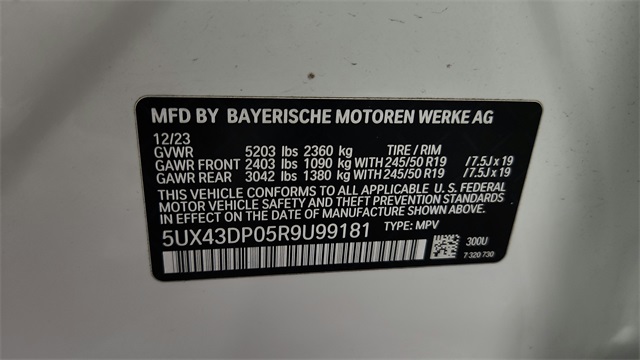 MFD BY BAYERISCHE MOTOREN WERKE AG
12/23
GVWR 5203 lbs 2360 kg TIRE / RIM
GAWR FRONT 2403 lbs 1090 kg WITH 245/50 R19 /7.5J x 19
GAWR REAR 3042 lbs 1380 kg WITH 245/50 R19 /7.5J x 19
THIS VEHICLE CONFORMS TO ALL APPLICABLE U. S. FEDERAL
MOTOR VEHICLE SAFETY AND THEFT PREVENTION STANDARDS
IN EFFECT ON THE DATE OF MANUFACTURE SHOWN ABOVE.
5UX43DP05R9U99181 TYPE: MPV
300U
7 320 730